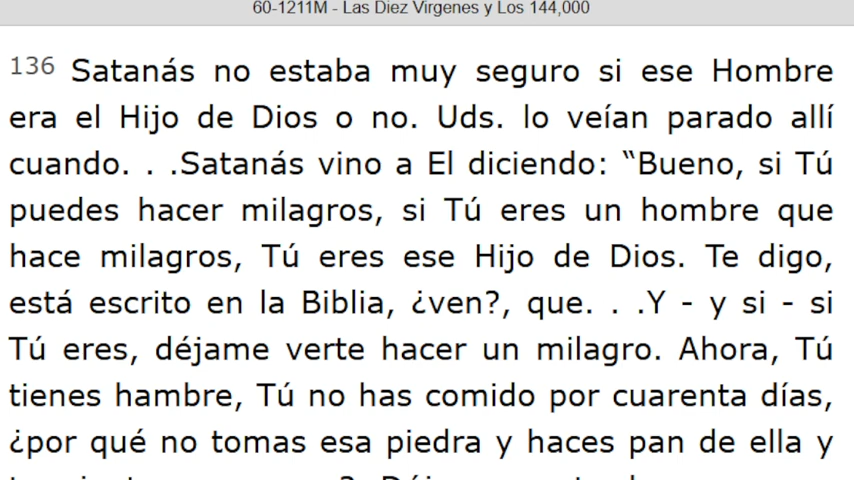 60-1211M - Las Diez Vírgenes y Los 144,000
136 Satanás no estaba muy seguro si ese Hombre
era el Hijo de Dios o no. Uds. lo veían parado allí
cuando. . .Satanás vino a El diciendo: “Bueno, si Tú
puedes hacer milagros, si Tú eres un hombre que
hace milagros, Tú eres ese Hijo de Dios. Te digo,
está escrito en la Biblia, ¿ven?, que. . .Y - y si - si
Tú eres, déjame verte hacer un milagro. Ahora, Tú
tienes hambre, Tú no has comido por cuarenta días,
¿por qué no tomas esa piedra y haces pan de ella y